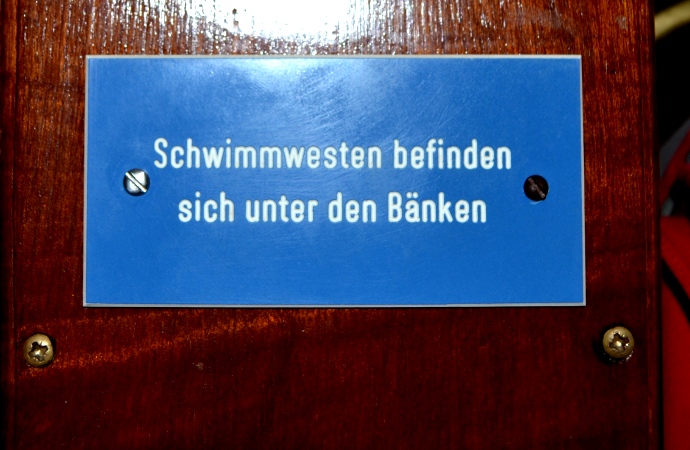 Schwimmwesten befinden
sich unter den Bänken